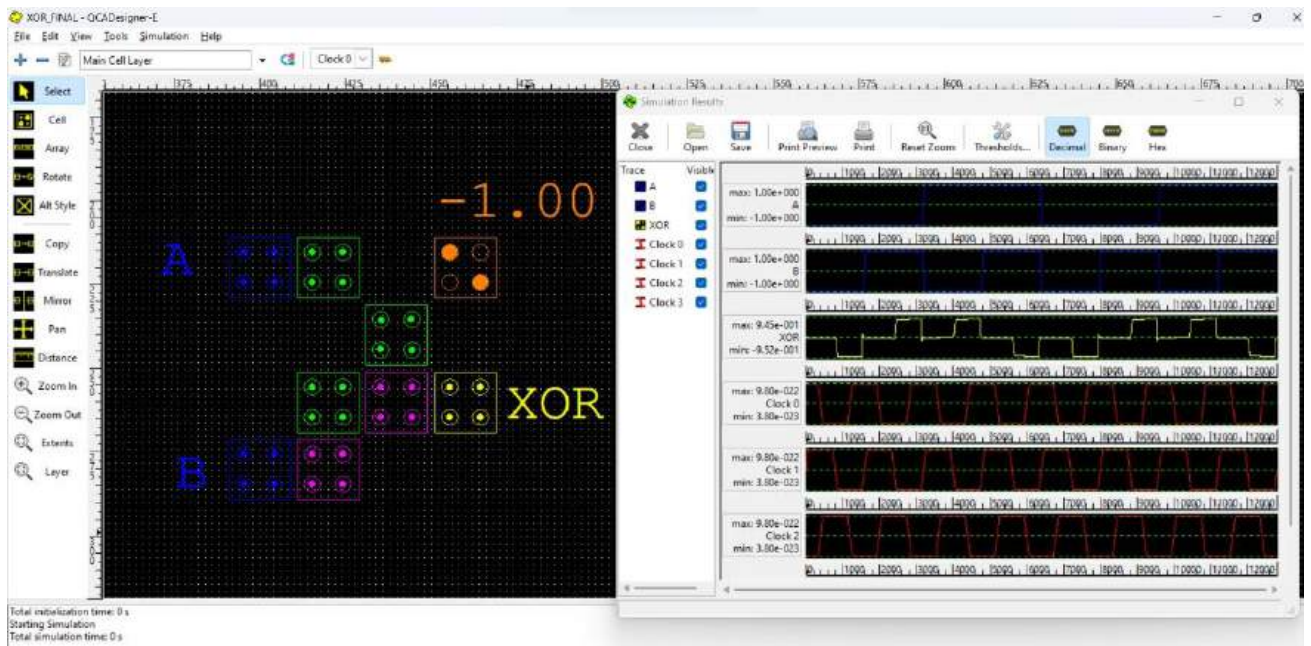 XOR_FINAL - QCADesigner-E
File Edit View Tools Simulation Help
Main Cell Layer Clock 0
Select
Cell
Array
Rotate
Alt Style
Copy
Translate
Mirror
Pan
Distance
Zoom In
Zoom Out
Extents
Layer
-1.00
A
XOR
B
Simulation Results
Close Open Save Print Preview Print Reset Zoom Thresholds... Decimal Binary Hex
Trace Visible
A
B
XOR
Clock 0
Clock 1
Clock 2
Clock 3
max: 1.00e+000
A
min: -1.00e+000
max: 1.00e+000
B
min: -1.00e+000
max: 9.45e-001
XOR
min: -9.52e-001
max: 9.80e-022
Clock 0
min: 3.80e-023
max: 9.80e-022
Clock 1
min: 3.80e-023
max: 9.80e-022
Clock 2
min: 3.80e-023
Total initialization time: 0 s
Starting Simulation
Total simulation time: 0 s